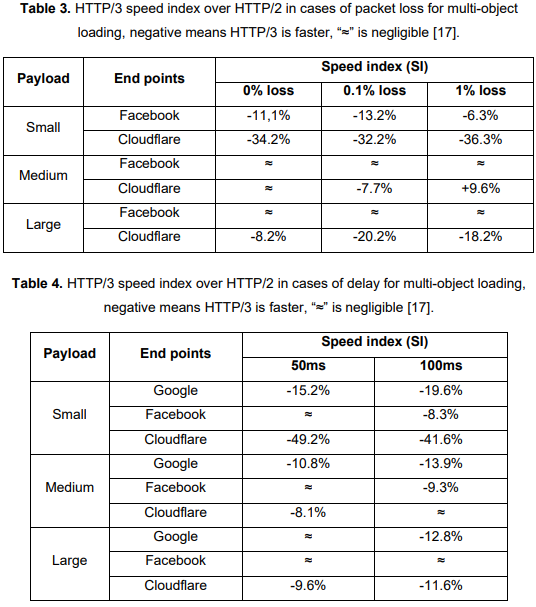 Table 3. HTTP/3 speed index over HTTP/2 in cases of packet loss for multi-object
loading, negative means HTTP/3 is faster, “≈” is negligible [17].
Payload End points Speed index (SI)
0% loss 0.1% loss 1% loss
Small Facebook -11,1% -13.2% -6.3%
Cloudflare -34.2% -32.2% -36.3%
Medium Facebook ≈ ≈ ≈
Cloudflare ≈ -7.7% +9.6%
Large Facebook ≈ ≈ ≈
Cloudflare -8.2% -20.2% -18.2%
Table 4. HTTP/3 speed index over HTTP/2 in cases of delay for multi-object loading,
negative means HTTP/3 is faster, “≈” is negligible [17].
Payload End points Speed index (SI)
50ms 100ms
Small Google -15.2% -19.6%
Facebook ≈ -8.3%
Cloudflare -49.2% -41.6%
Medium Google -10.8% -13.9%
Facebook ≈ -9.3%
Cloudflare -8.1% ≈
Large Google ≈ -12.8%
Facebook ≈ ≈
Cloudflare -9.6% -11.6%